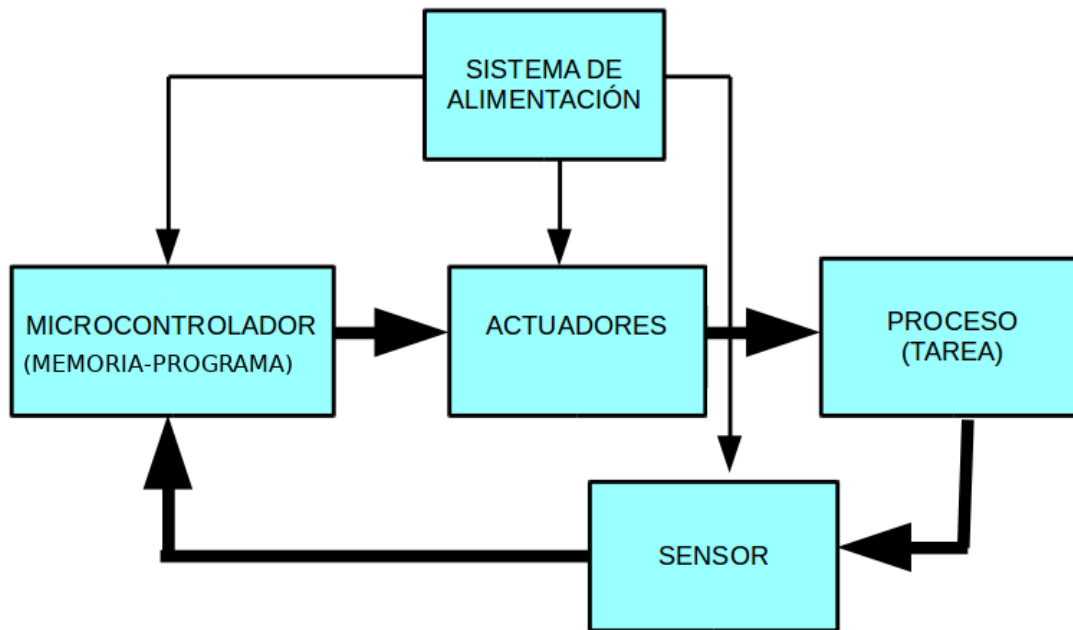 SISTEMA DE
ALIMENTACIÓN
MICROCONTROLADOR
(MEMORIA-PROGRAMA)
ACTUADORES
PROCESO
(TAREA)
SENSOR